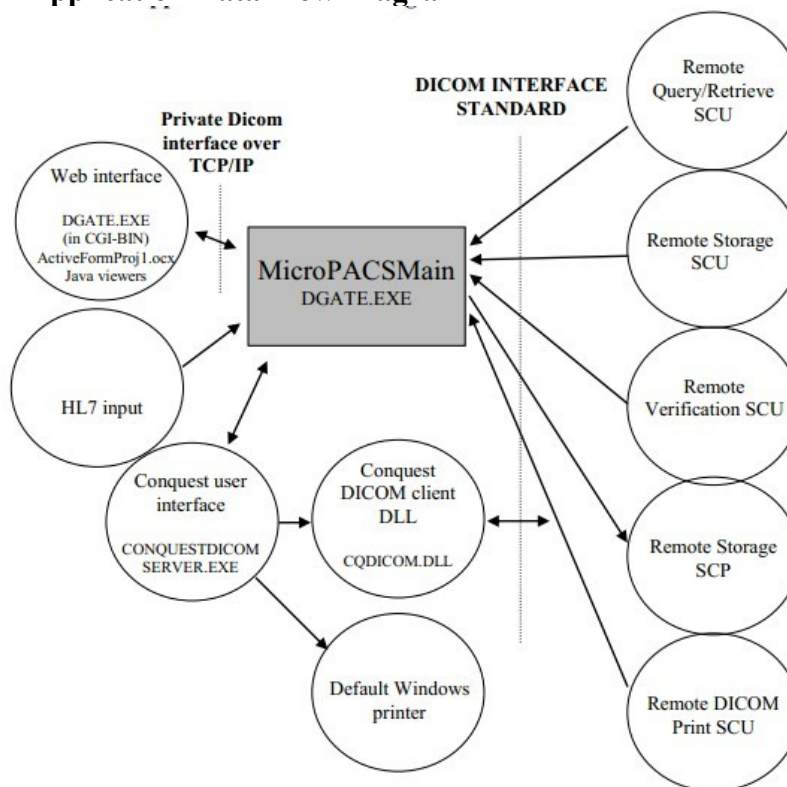 DICOM INTERFACE
STANDARD
Private Dicom
interface over
TCP/IP
Web interface
DGATE.EXE
(in CGI-BIN)
ActiveFormProj1.ocx
Java viewers
MicroPACSMain
DGATE.EXE
HL7 input
Conquest user
interface
CONQUESTDICOM
SERVER.EXE
Conquest
DICOM client
DLL
CQDICOM.DLL
Default Windows
printer
Remote
Query/Retrieve
SCU
Remote Storage
SCU
Remote
Verification SCU
Remote Storage
SCP
Remote DICOM
Print SCU